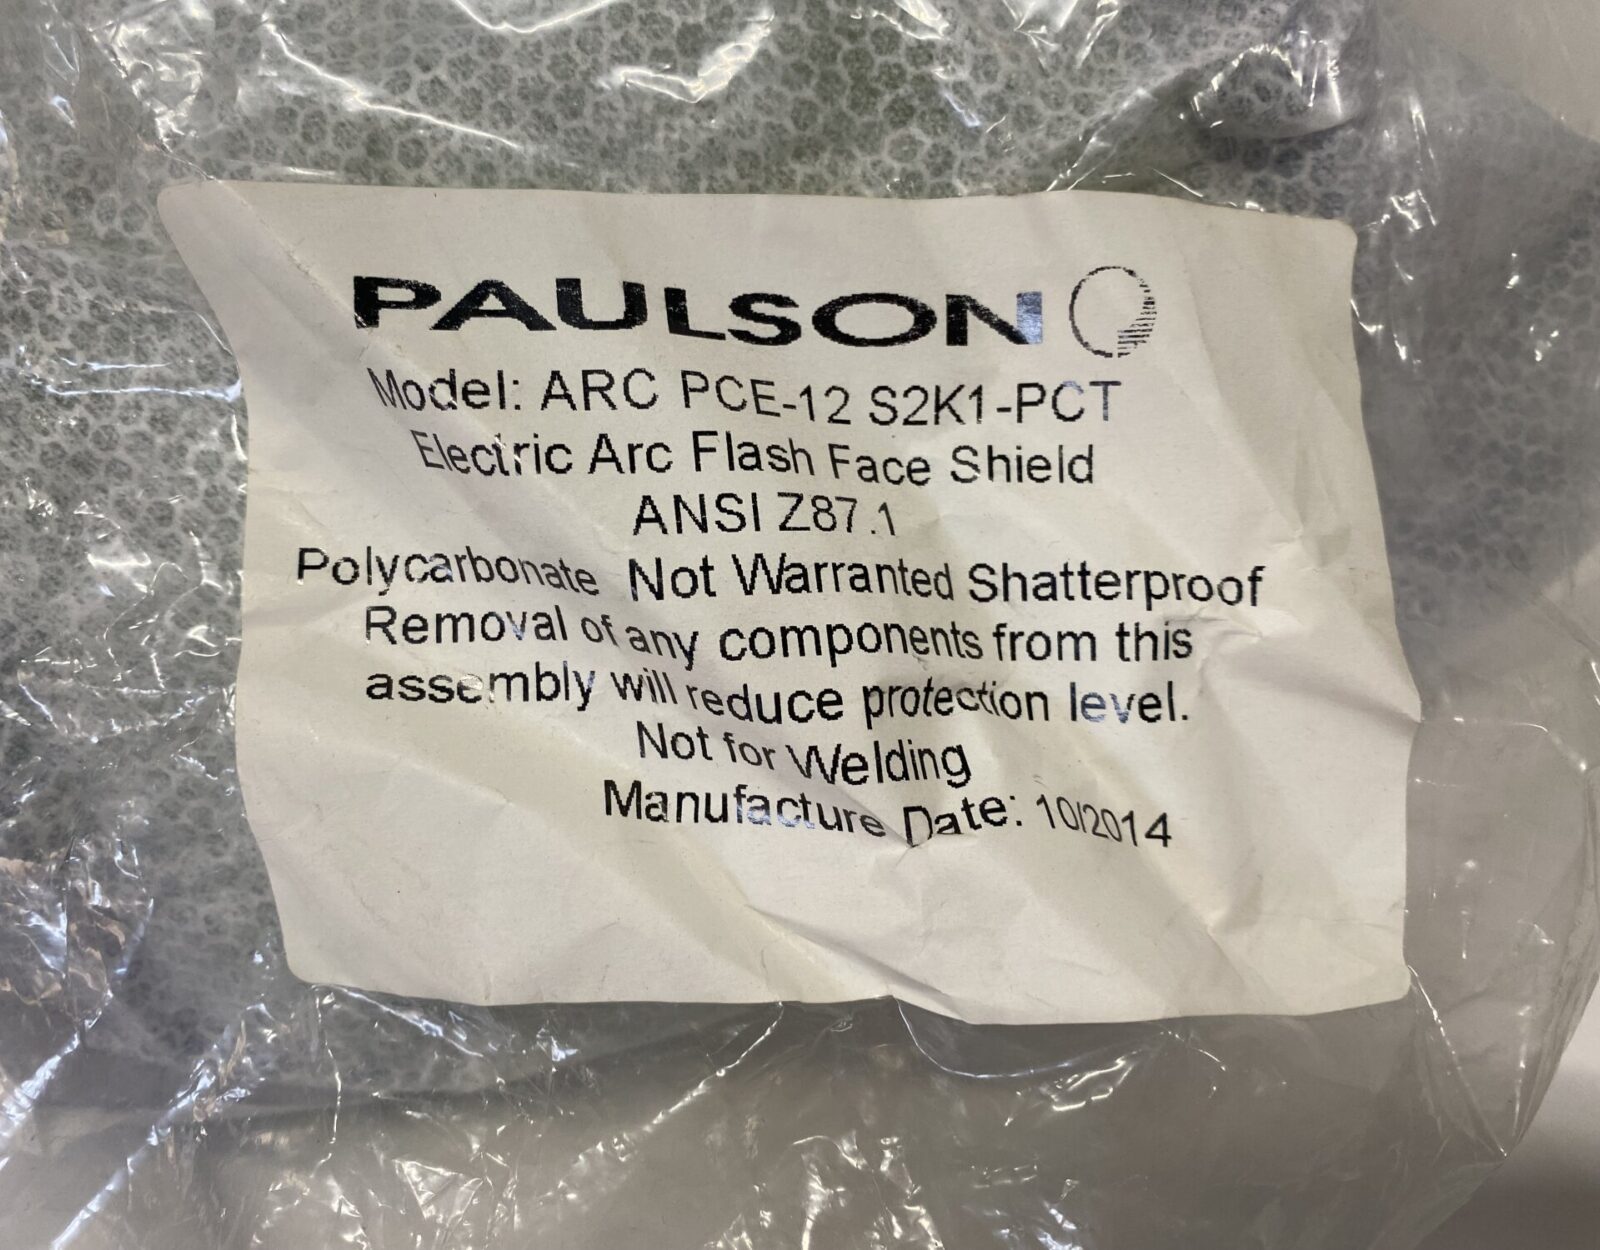 PAULSON
Model: ARC PCE-12 S2K1-PCT
Electric Arc Flash Face Shield
ANSI Z87.1
Polycarbonate Not Warranted Shatterproof
Removal of any components from this
assembly will reduce protection level.
Not for Welding
Manufacture Date: 10/2014